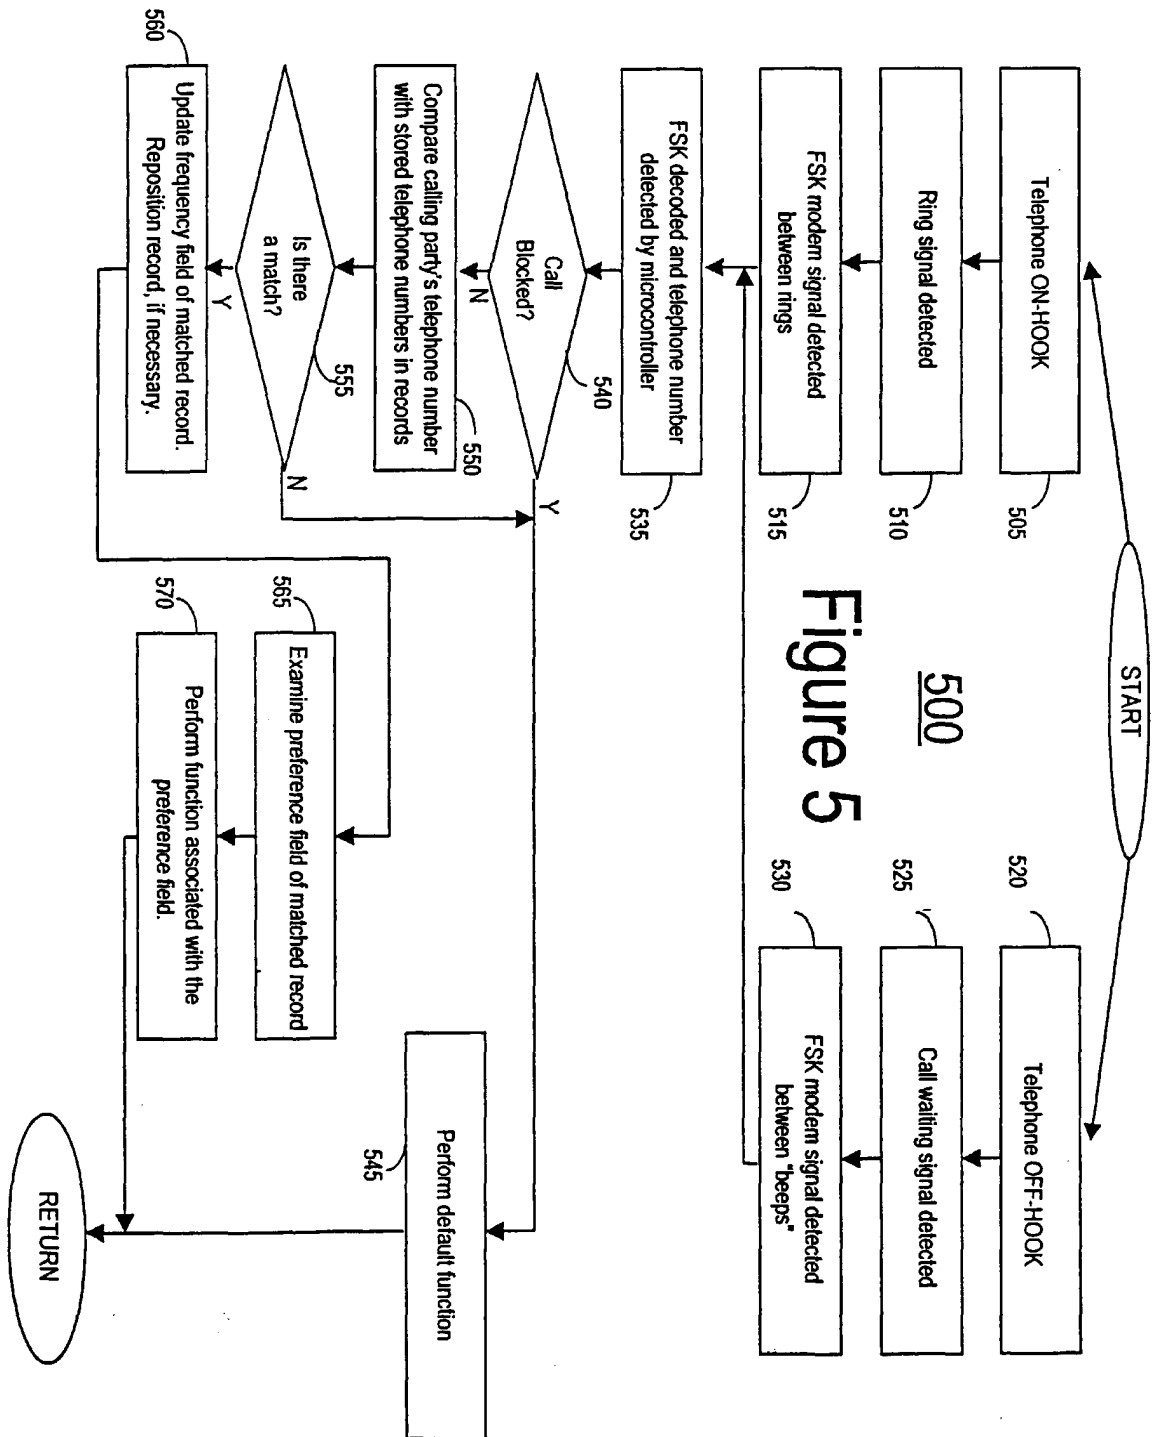 START
500
Figure 5
Telephone ON-HOOK
505
Ring signal detected
510
FSK modem signal detected
between rings
515
Telephone OFF-HOOK
520
Call waiting signal detected
525
FSK modem signal detected
between "beeps"
530
FSK decoded and telephone number
detected by microcontroller
535
Call
Blocked?
540
Y
N
Compare calling party's telephone number
with stored telephone numbers in records
550
Is there
a match?
555
N
Y
Update frequency field of matched record.
Reposition record, if necessary.
560
Examine preference field of matched record
565
Perform function associated with the
preference field.
570
Perform default function
545
RETURN